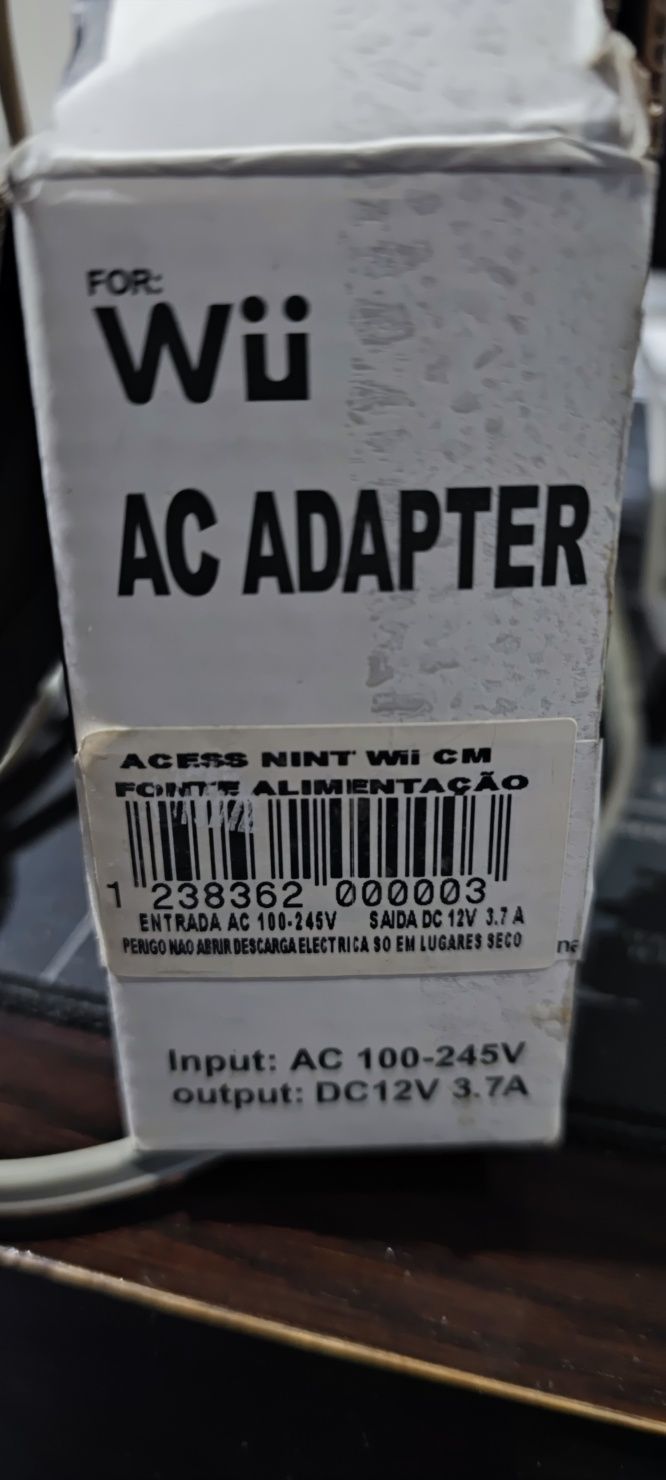 FOR:
Wii
AC ADAPTER
ACESS NINT Wii CM
FONTE ALIMENTAÇÃO
1 238362 000003
ENTRADA AC 100-245V SAIDA DC 12V 3.7 A
PERIGO NAO ABRIR DESCARGA ELECTRICA SO EM LUGARES SECO
na
Input: AC 100-245V
output: DC12V 3.7A